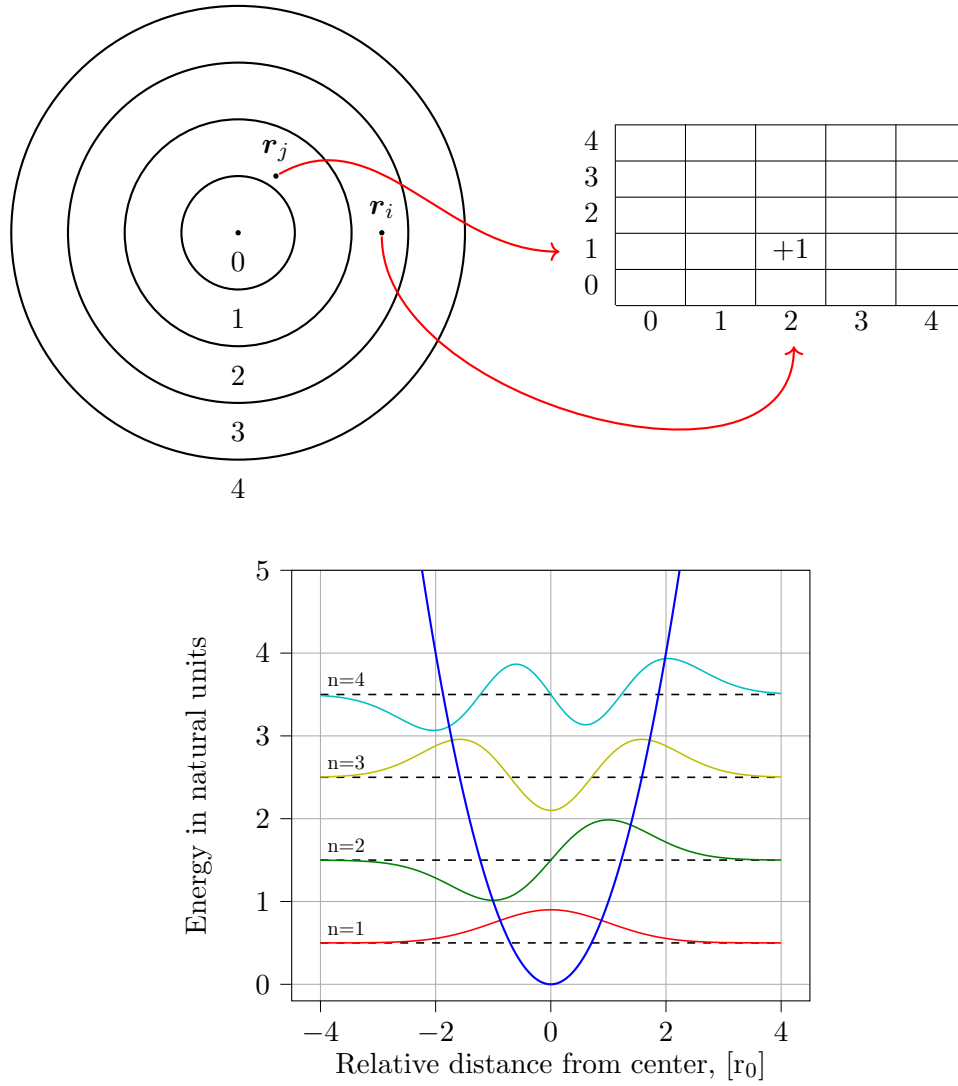 r_j
r_i
0
1
2
3
4
4
3
2
1 +1
0
0 1 2 3 4
5
4
3
2
1
0
n=4
n=3
n=2
n=1
−4 −2 0 2 4
Energy in natural units
Relative distance from center, [r₀]